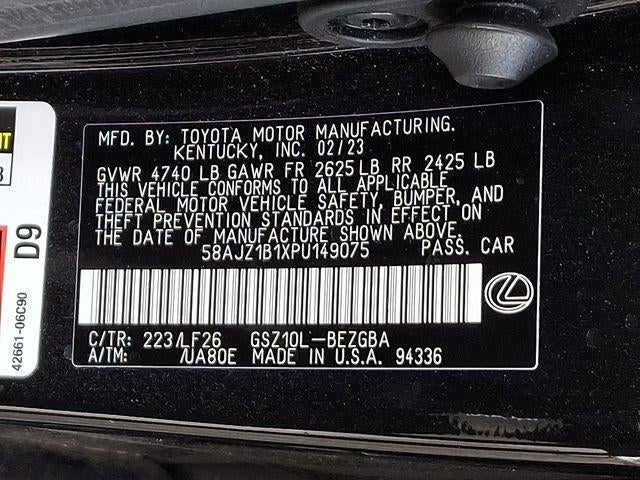 MFD. BY: TOYOTA MOTOR MANUFACTURING.
KENTUCKY, INC. 02/23
GVWR 4740 LB GAWR FR 2625 LB RR 2425 LB
THIS VEHICLE CONFORMS TO ALL APPLICABLE
FEDERAL MOTOR VEHICLE SAFETY, BUMPER, AND
THEFT PREVENTION STANDARDS IN EFFECT ON
THE DATE OF MANUFACTURE SHOWN ABOVE.
58AJZ1B1XPU149075 PASS. CAR
C/TR: 223/LF26 GSZ10L-BEZGBA
A/TM: /UA80E MADE IN U.S.A. 94336
D9
42661-06C90